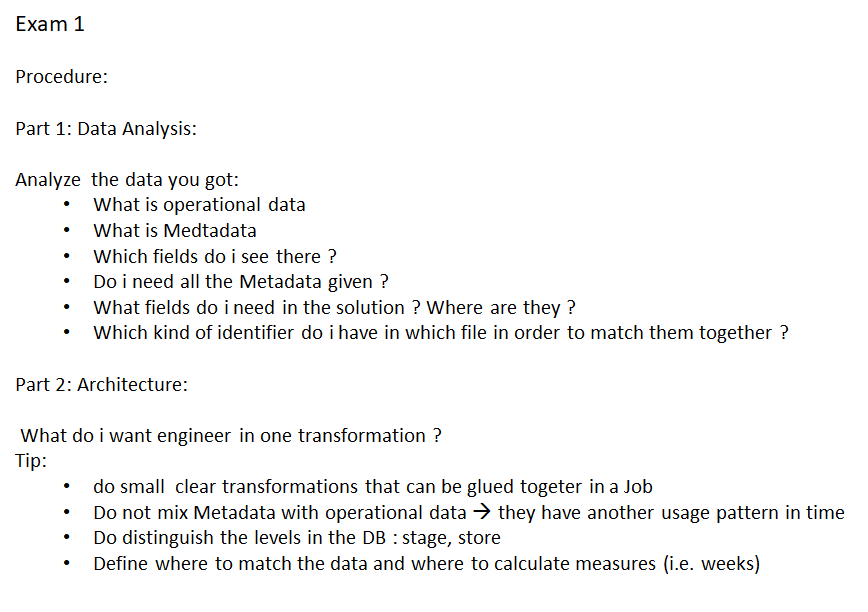 Exam 1
Procedure:
Part 1: Data Analysis:
Analyze the data you got:
• What is operational data
• What is Medtadata
• Which fields do i see there ?
• Do i need all the Metadata given ?
• What fields do i need in the solution ? Where are they ?
• Which kind of identifier do i have in which file in order to match them together ?
Part 2: Architecture:
What do i want engineer in one transformation ?
Tip:
• do small clear transformations that can be glued togeter in a Job
• Do not mix Metadata with operational data → they have another usage pattern in time
• Do distinguish the levels in the DB : stage, store
• Define where to match the data and where to calculate measures (i.e. weeks)